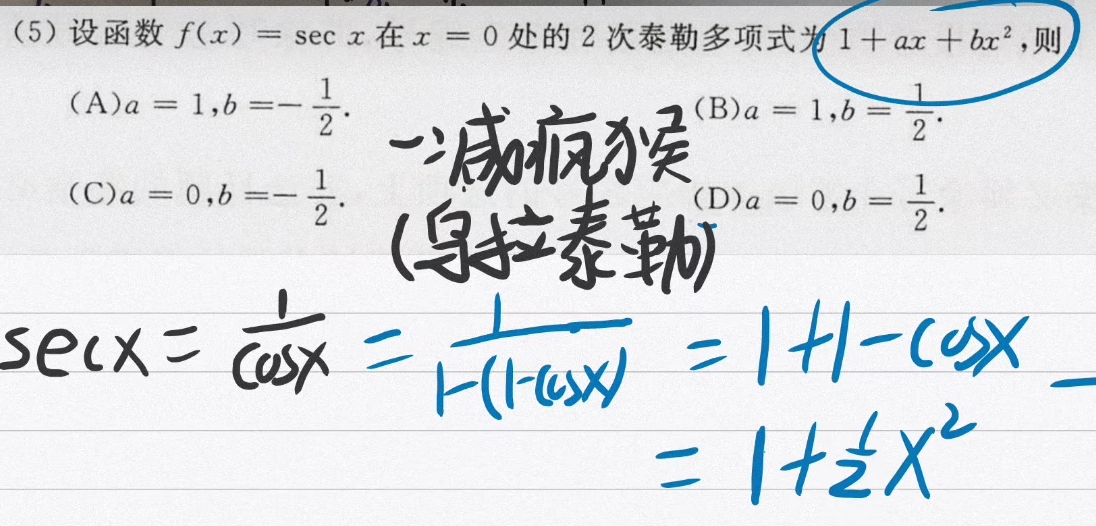 (5) 设函数 f(x) = sec x 在 x = 0 处的 2 次泰勒多项式为 1 + ax + bx²,则
(A)a = 1,b =− 1/2.
(B)a = 1,b = 1/2.
一减疯猴
(C)a = 0,b =− 1/2.
(D)a = 0,b = 1/2.
(乌拉泰勒)
secx = 1/cosx = 1/1-(1-cosx) = 1+1-cosx
= 1+1/2x²